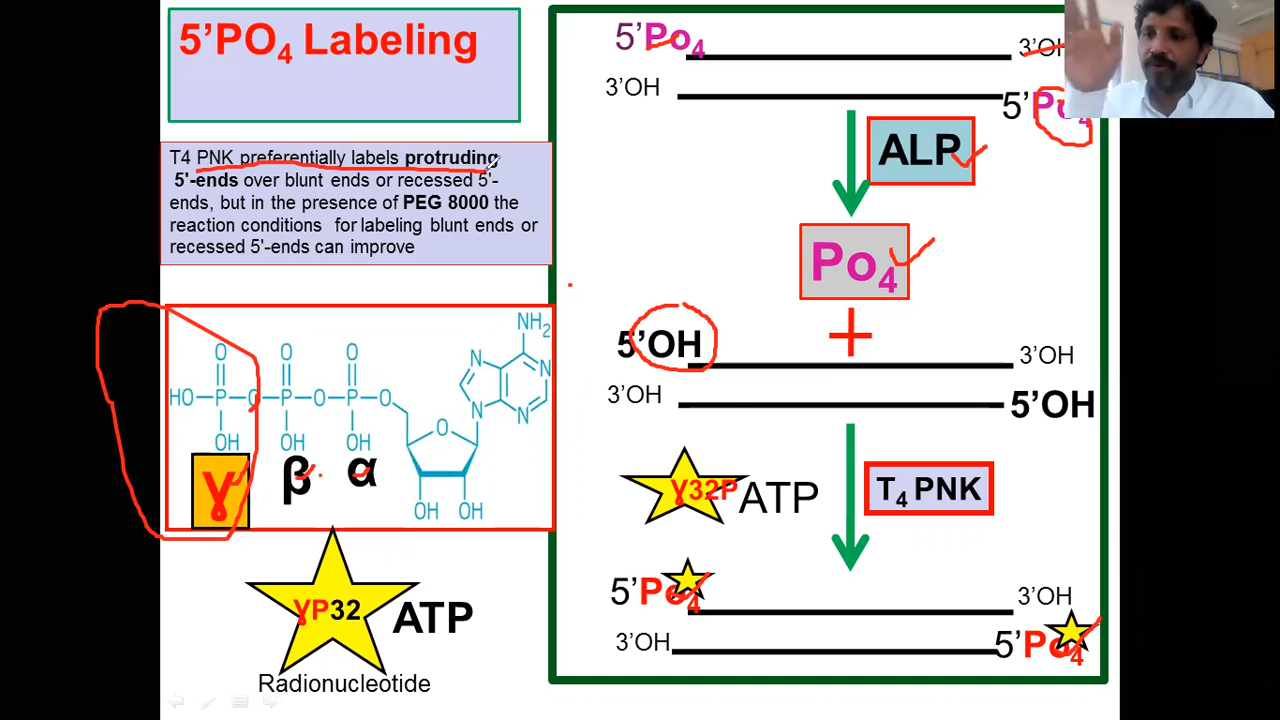 5’PO4 Labeling
T4 PNK preferentially labels protruding
5'-ends over blunt ends or recessed 5'-
ends, but in the presence of PEG 8000 the
reaction conditions for labeling blunt ends or
recessed 5'-ends can improve
NH2
N N
N N
O O O
HO P O P O P O
O
OH OH OH
OH OH
Ɣ β α
ƔP32 ATP
Radionucleotide
5’Po4 3’OH
3’OH 5’Po4
ALP
Po4
+
5’OH 3’OH
3’OH 5’OH
Ɣ32P ATP T4 PNK
5’Po4 3’OH
3’OH 5’Po4